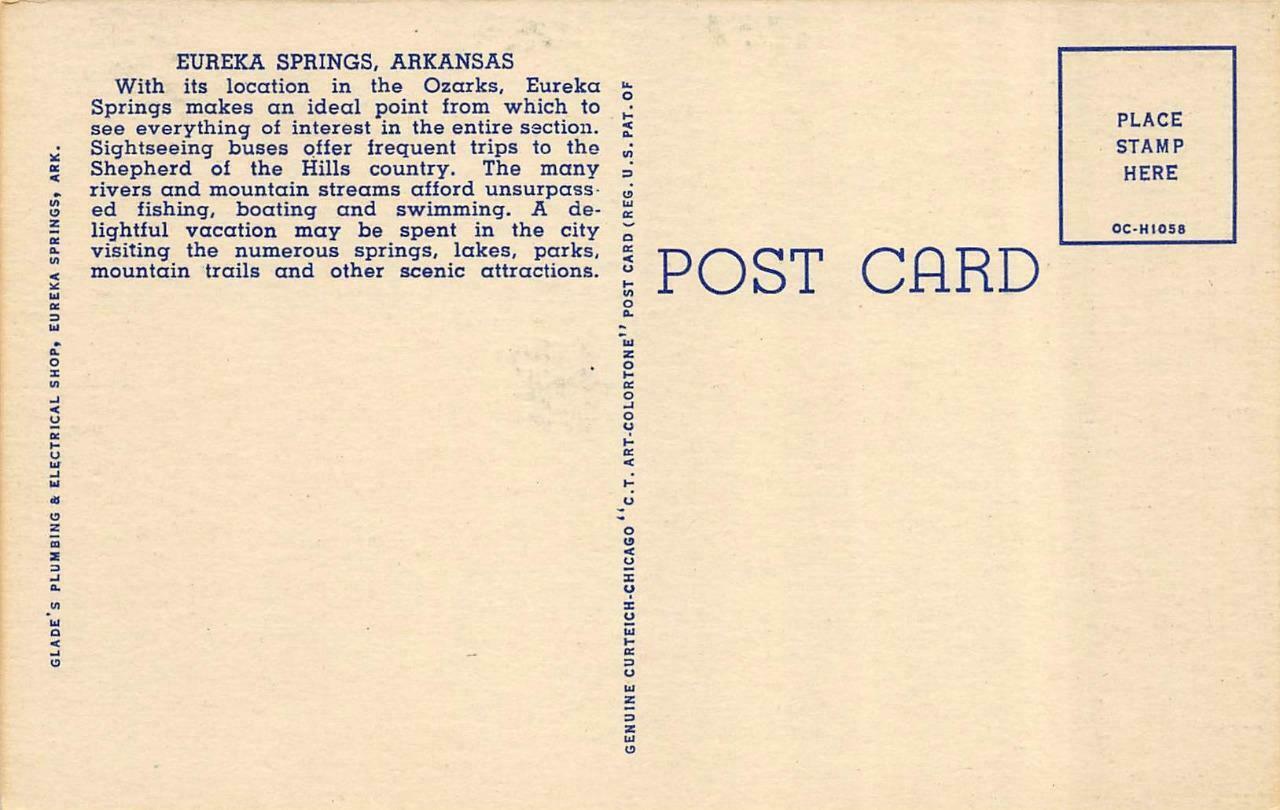 EUREKA SPRINGS, ARKANSAS
With its location in the Ozarks, Eureka
Springs makes an ideal point from which to
see everything of interest in the entire section.
Sightseeing buses offer frequent trips to the
Shepherd of the Hills country. The many
rivers and mountain streams afford unsurpass-
ed fishing, boating and swimming. A de-
lightful vacation may be spent in the city
visiting the numerous springs, lakes, parks,
mountain trails and other scenic attractions.
GLADE'S PLUMBING & ELECTRICAL SHOP, EUREKA SPRINGS, ARK.
GENUINE CURTEICH-CHICAGO "C.T. ART-COLORTONE" POST CARD (REG. U.S. PAT. OF
POST CARD
PLACE
STAMP
HERE
OC-H1058